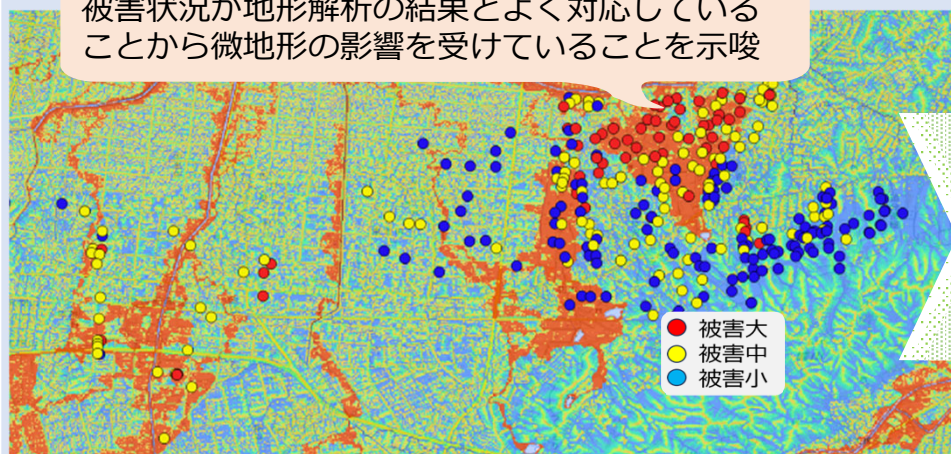 被害状況が地形解析の結果とよく対応している
ことから微地形の影響を受けていることを示唆
被害大
被害中
被害小